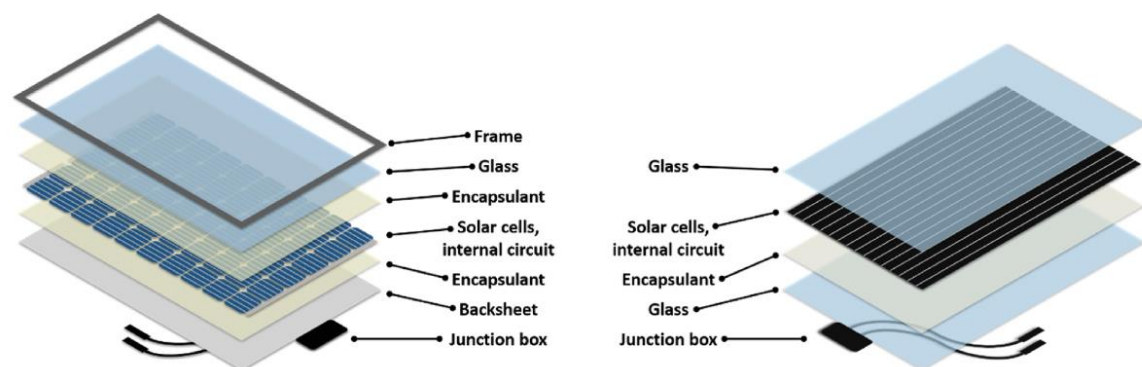 Frame
Glass
Encapsulant
Solar cells,
internal circuit
Encapsulant
Backsheet
Junction box
Glass
Solar cells,
internal circuit
Encapsulant
Glass
Junction box